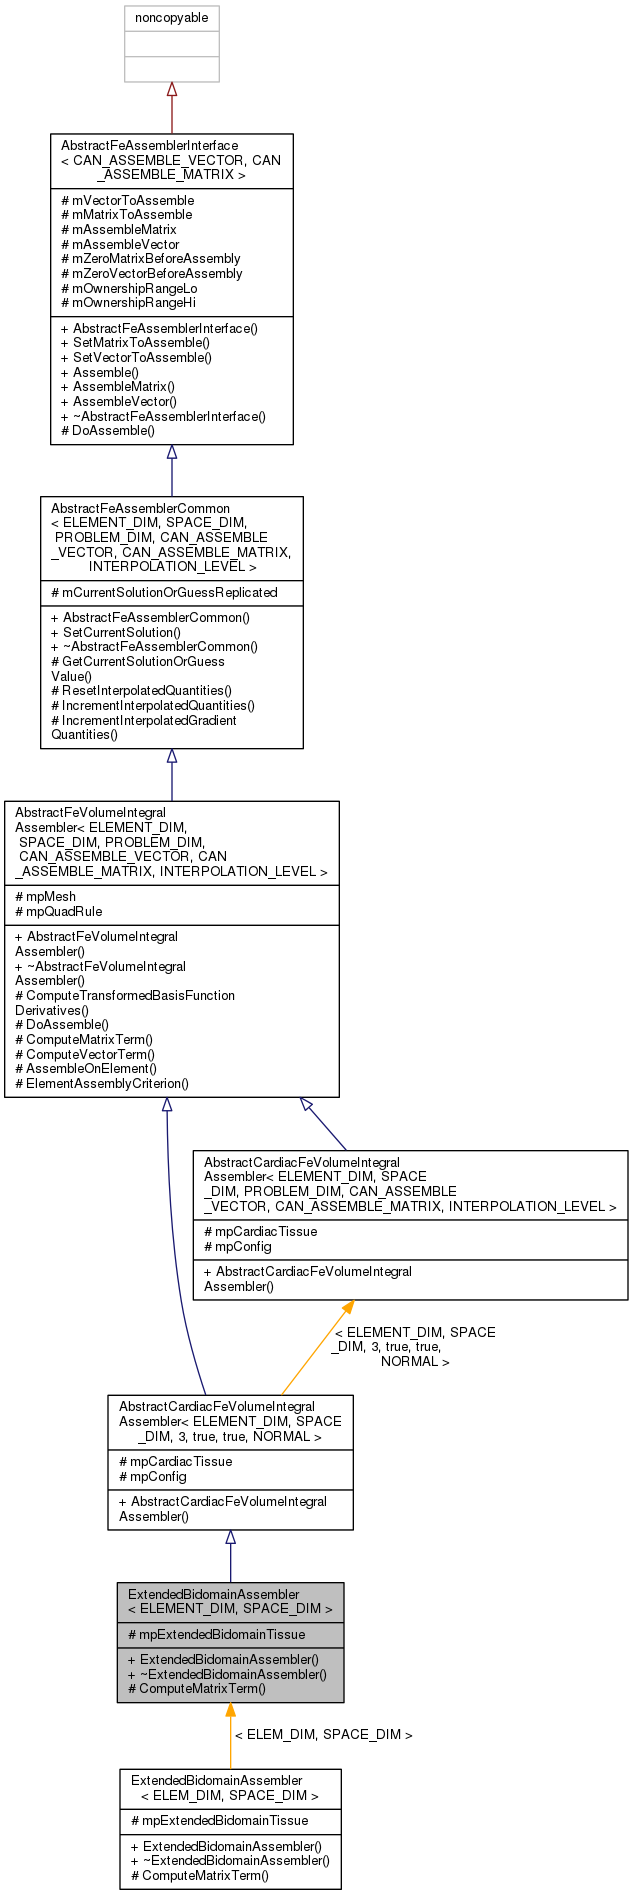 noncopyable
AbstractFeAssemblerInterface
< CAN_ASSEMBLE_VECTOR, CAN
_ASSEMBLE_MATRIX >
# mVectorToAssemble
# mMatrixToAssemble
# mAssembleMatrix
# mAssembleVector
# mZeroMatrixBeforeAssembly
# mZeroVectorBeforeAssembly
# mOwnershipRangeLo
# mOwnershipRangeHi
+ AbstractFeAssemblerInterface()
+ SetMatrixToAssemble()
+ SetVectorToAssemble()
+ Assemble()
+ AssembleMatrix()
+ AssembleVector()
+ ~AbstractFeAssemblerInterface()
# DoAssemble()
AbstractFeAssemblerCommon
< ELEMENT_DIM, SPACE_DIM,
PROBLEM_DIM, CAN_ASSEMBLE
_VECTOR, CAN_ASSEMBLE_MATRIX,
INTERPOLATION_LEVEL >
# mCurrentSolutionOrGuessReplicated
+ AbstractFeAssemblerCommon()
+ SetCurrentSolution()
+ ~AbstractFeAssemblerCommon()
# GetCurrentSolutionOrGuess
Value()
# ResetInterpolatedQuantities()
# IncrementInterpolatedQuantities()
# IncrementInterpolatedGradient
Quantities()
AbstractFeVolumeIntegral
Assembler< ELEMENT_DIM,
SPACE_DIM, PROBLEM_DIM,
CAN_ASSEMBLE_VECTOR, CAN
_ASSEMBLE_MATRIX, INTERPOLATION_LEVEL >
# mpMesh
# mpQuadRule
+ AbstractFeVolumeIntegral
Assembler()
+ ~AbstractFeVolumeIntegral
Assembler()
# ComputeTransformedBasisFunction
Derivatives()
# DoAssemble()
# ComputeMatrixTerm()
# ComputeVectorTerm()
# AssembleOnElement()
# ElementAssemblyCriterion()
AbstractCardiacFeVolumeIntegral
Assembler< ELEMENT_DIM, SPACE
_DIM, PROBLEM_DIM, CAN_ASSEMBLE
_VECTOR, CAN_ASSEMBLE_MATRIX, INTERPOLATION_LEVEL >
# mpCardiacTissue
# mpConfig
+ AbstractCardiacFeVolumeIntegral
Assembler()
< ELEMENT_DIM, SPACE
_DIM, 3, true, true,
NORMAL >
AbstractCardiacFeVolumeIntegral
Assembler< ELEMENT_DIM, SPACE
_DIM, 3, true, true, NORMAL >
# mpCardiacTissue
# mpConfig
+ AbstractCardiacFeVolumeIntegral
Assembler()
ExtendedBidomainAssembler
< ELEMENT_DIM, SPACE_DIM >
# mpExtendedBidomainTissue
+ ExtendedBidomainAssembler()
+ ~ExtendedBidomainAssembler()
# ComputeMatrixTerm()
< ELEM_DIM, SPACE_DIM >
ExtendedBidomainAssembler
< ELEM_DIM, SPACE_DIM >
# mpExtendedBidomainTissue
+ ExtendedBidomainAssembler()
+ ~ExtendedBidomainAssembler()
# ComputeMatrixTerm()